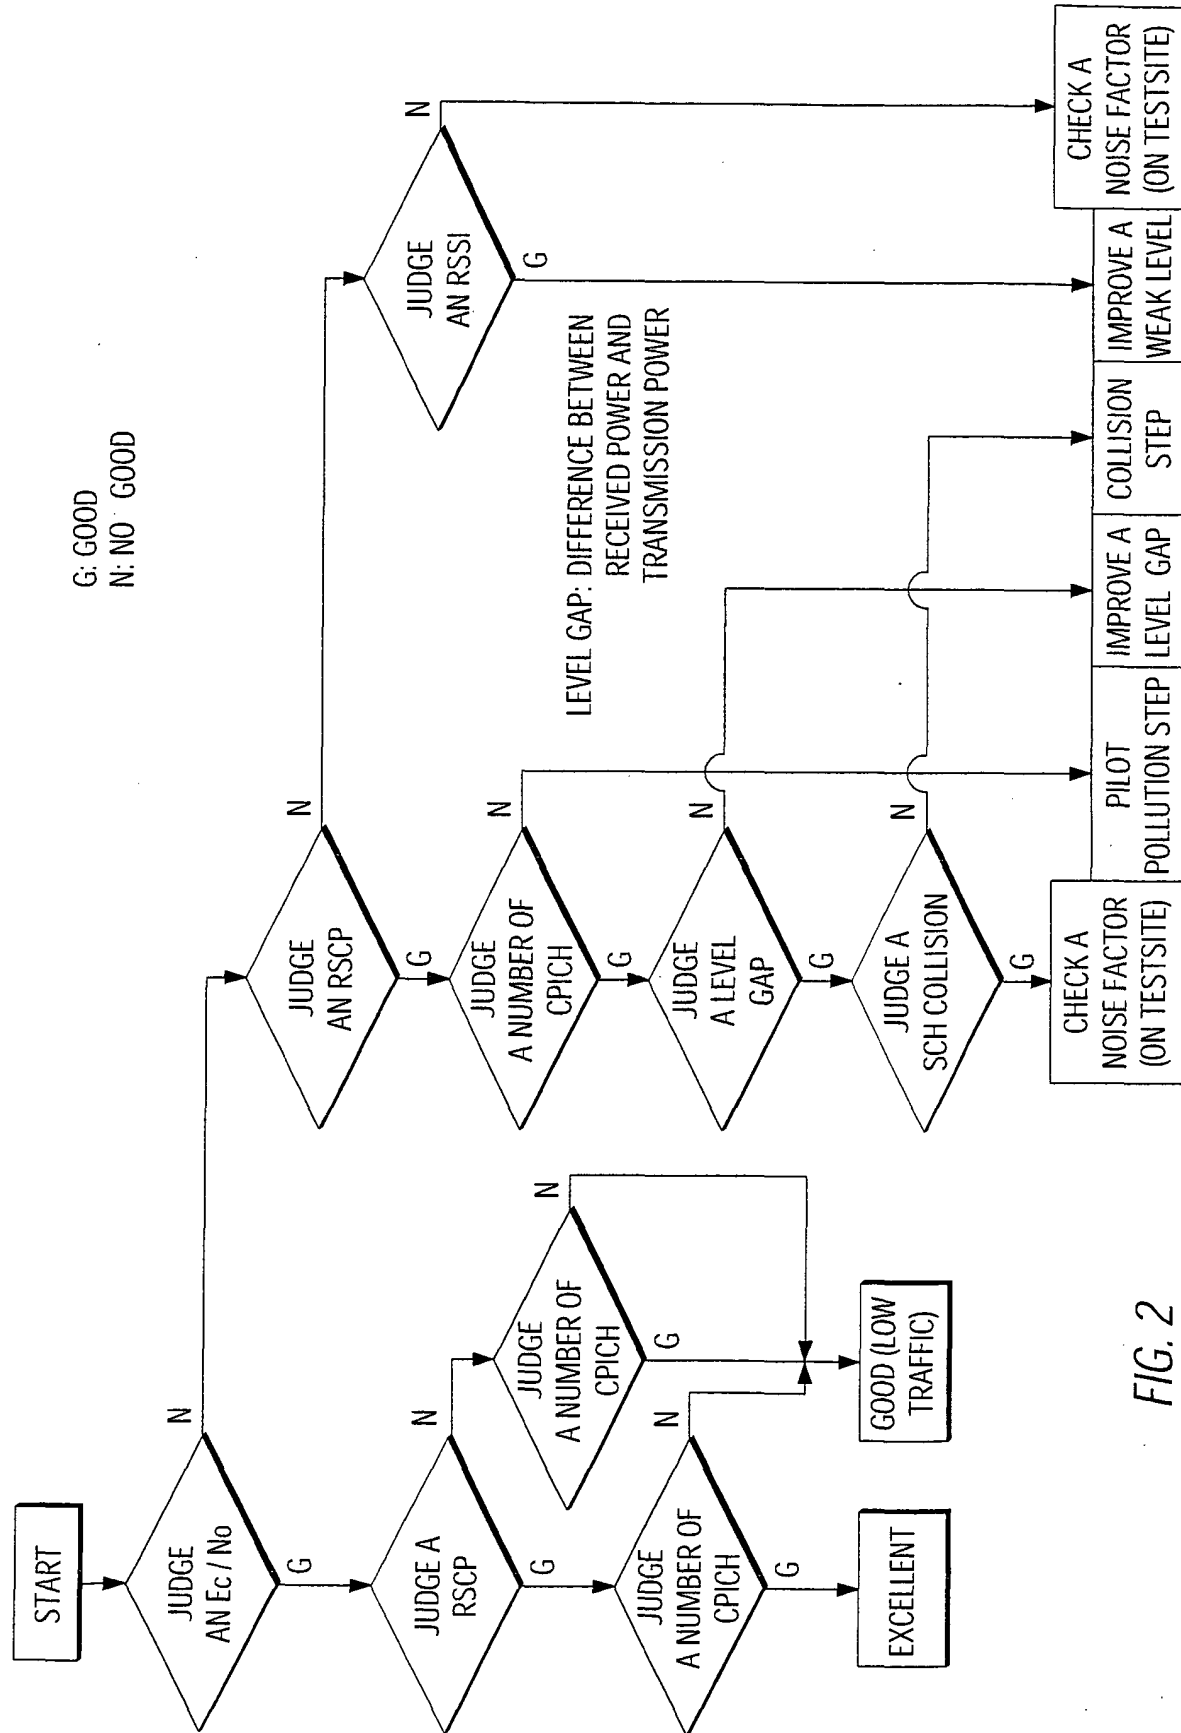 G: GOOD
N: NO GOOD
START
JUDGE
AN Ec / No
N
G
JUDGE A
RSCP
N
G
JUDGE
A NUMBER OF
CPICH
N
G
JUDGE
A NUMBER OF
CPICH
N
G
EXCELLENT
GOOD (LOW
TRAFFIC)
JUDGE
AN RSCP
N
G
JUDGE
A NUMBER OF
CPICH
N
G
JUDGE
A LEVEL
GAP
N
G
JUDGE A
SCH COLLISION
N
G
JUDGE
AN RSSI
N
G
LEVEL GAP: DIFFERENCE BETWEEN
RECEIVED POWER AND
TRANSMISSION POWER
CHECK A
NOISE FACTOR
(ON TESTSITE)
PILOT
POLLUTION STEP
IMPROVE A
LEVEL GAP
COLLISION
STEP
IMPROVE A
WEAK LEVEL
CHECK A
NOISE FACTOR
(ON TESTSITE)
FIG. 2